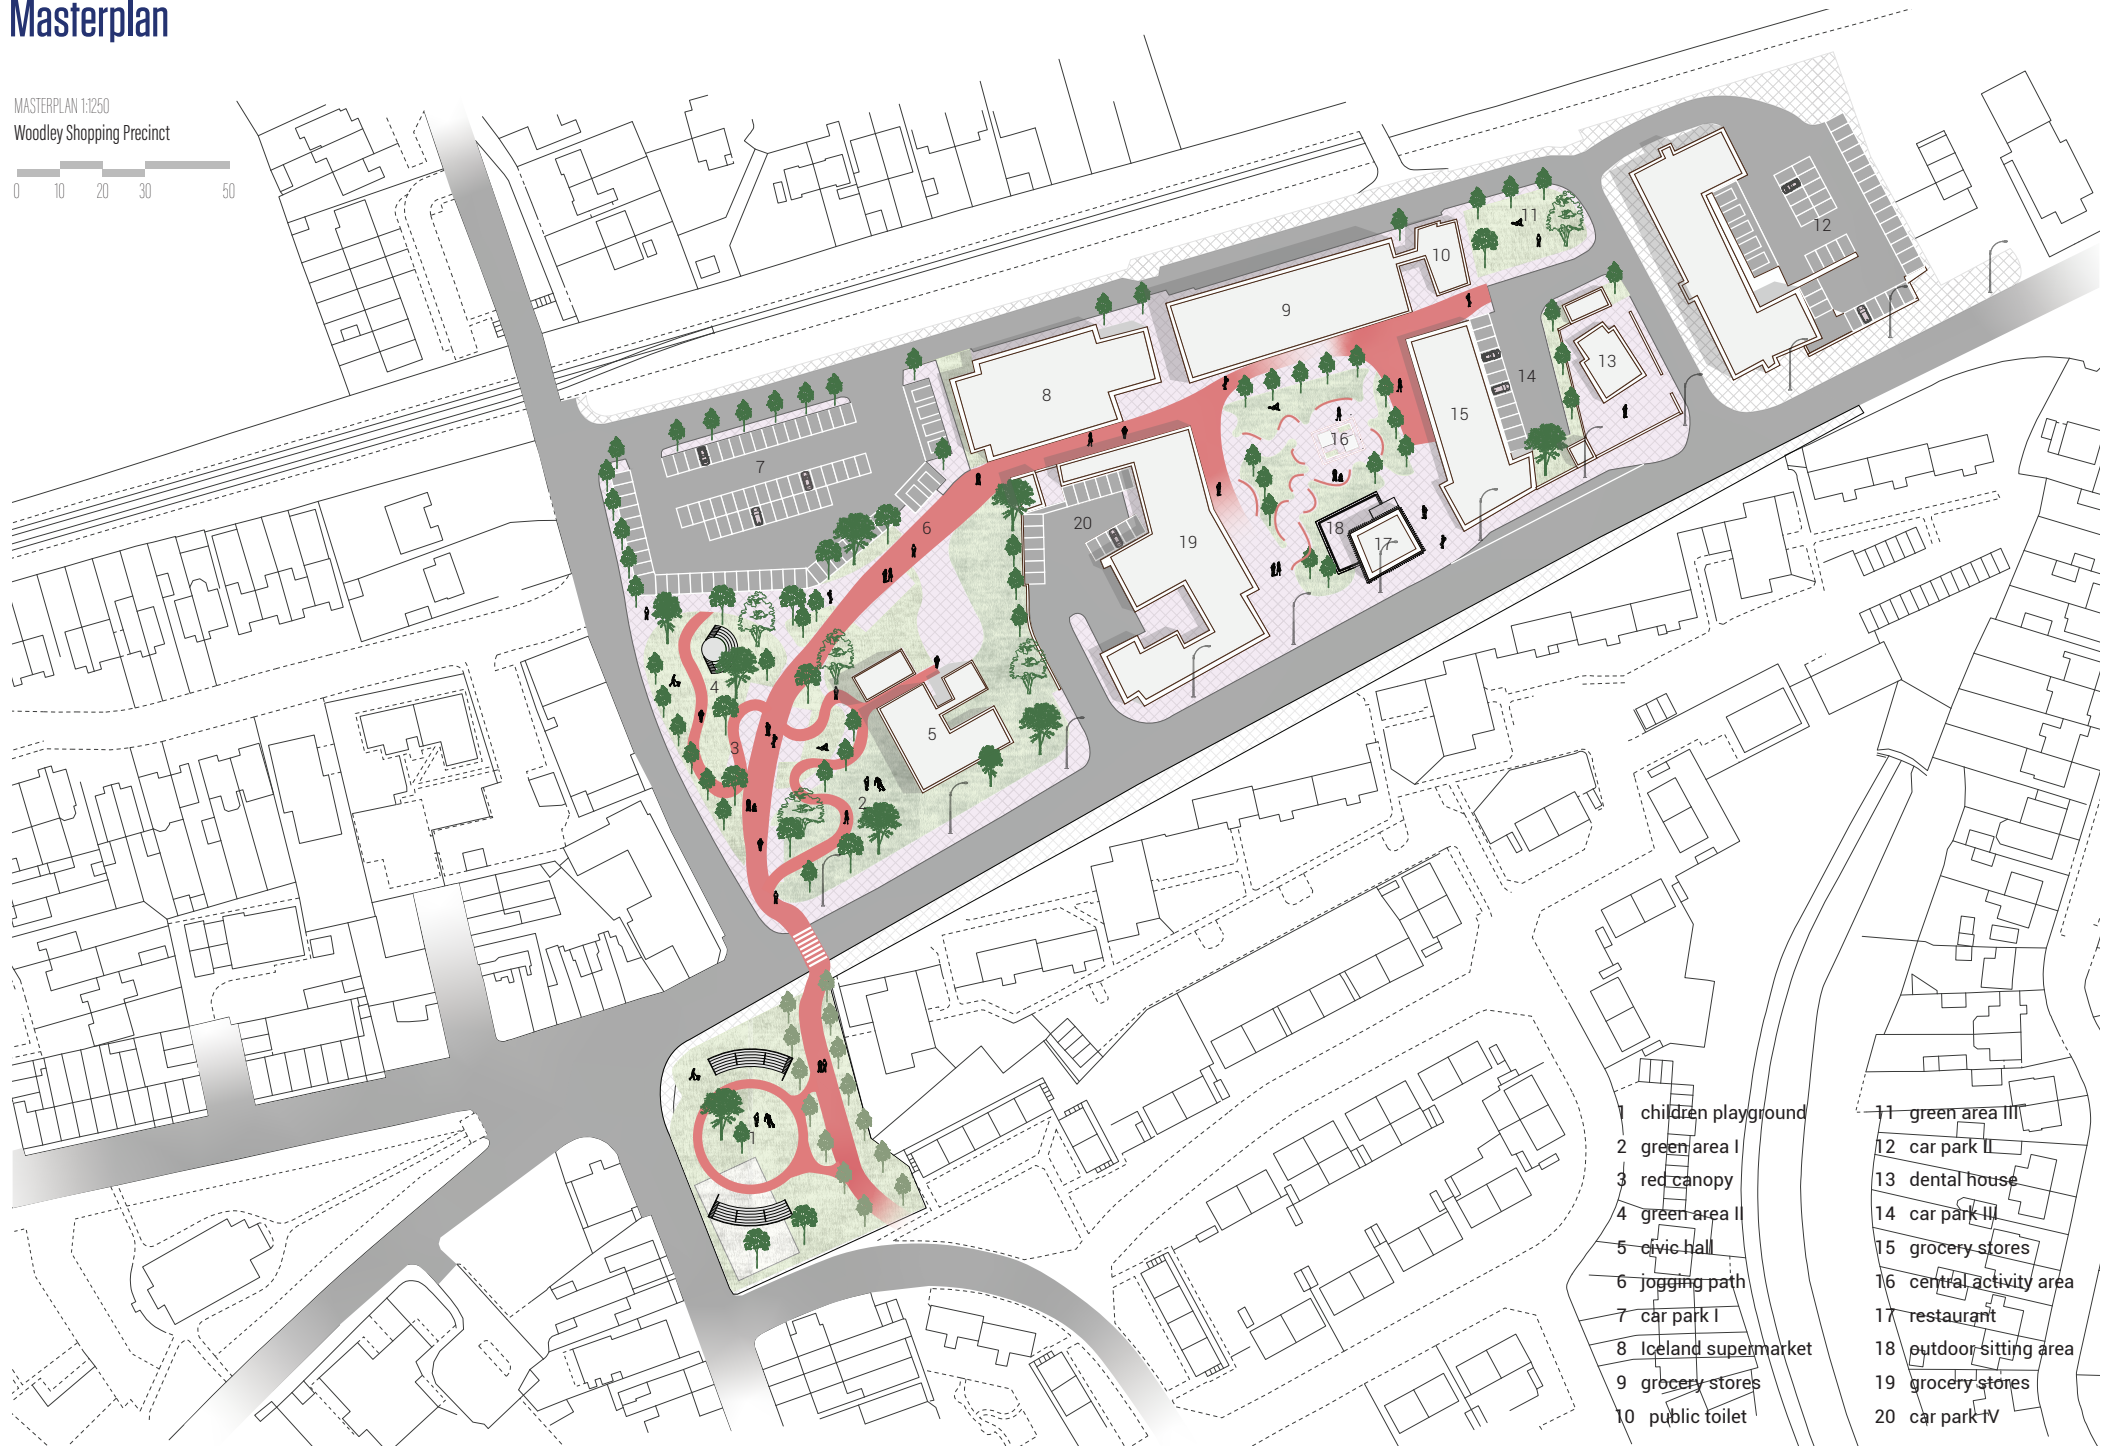 Masterplan
MASTERPLAN 1:1250
Woodley Shopping Precinct
0 10 20 30 50
11
10
12
9
13
14
8
15
16
7
6
20
18
17
19
4
5
3
2
1
1 children playground
2 green area I
3 red canopy
4 green area II
5 civic hall
6 jogging path
7 car park I
8 Iceland supermarket
9 grocery stores
10 public toilet
11 green area III
12 car park II
13 dental house
14 car park III
15 grocery stores
16 central activity area
17 restaurant
18 outdoor sitting area
19 grocery stores
20 car park IV